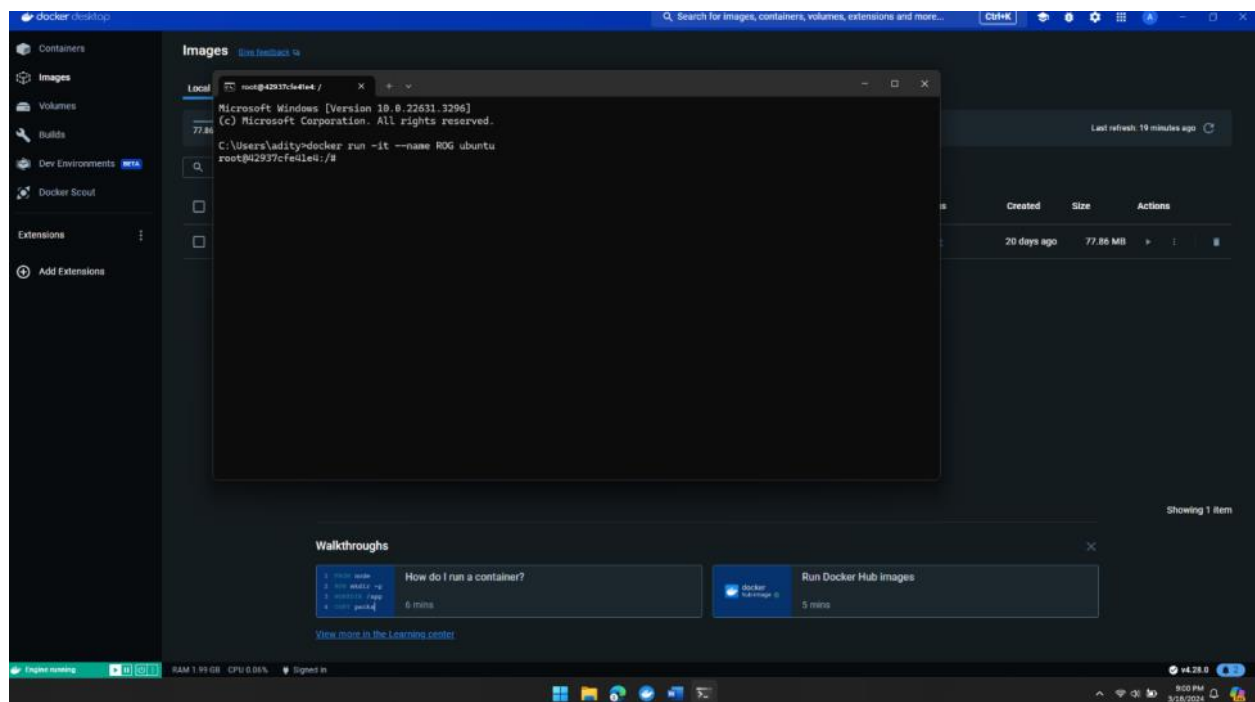 docker desktop
Search for images, containers, volumes, extensions and more...
Ctrl+K
A
Containers
Images
Volumes
Builds
Dev Environments BETA
Docker Scout
Extensions
Add Extensions
Images Give feedback
Local
77.86
Last refresh: 19 minutes ago
root@42937cfe41e4: /
Microsoft Windows [Version 10.0.22631.3296]
(c) Microsoft Corporation. All rights reserved.
C:\Users\adity>docker run -it --name ROG ubuntu
root@42937cfe41e4:/#
Created Size Actions
20 days ago 77.86 MB
Showing 1 item
Walkthroughs
How do I run a container?
6 mins
docker
Run Docker Hub images
5 mins
View more in the Learning center
Engine running
RAM 1.99 GB CPU 0.06% Signed in
v4.28.0
9:00 PM
3/18/2024